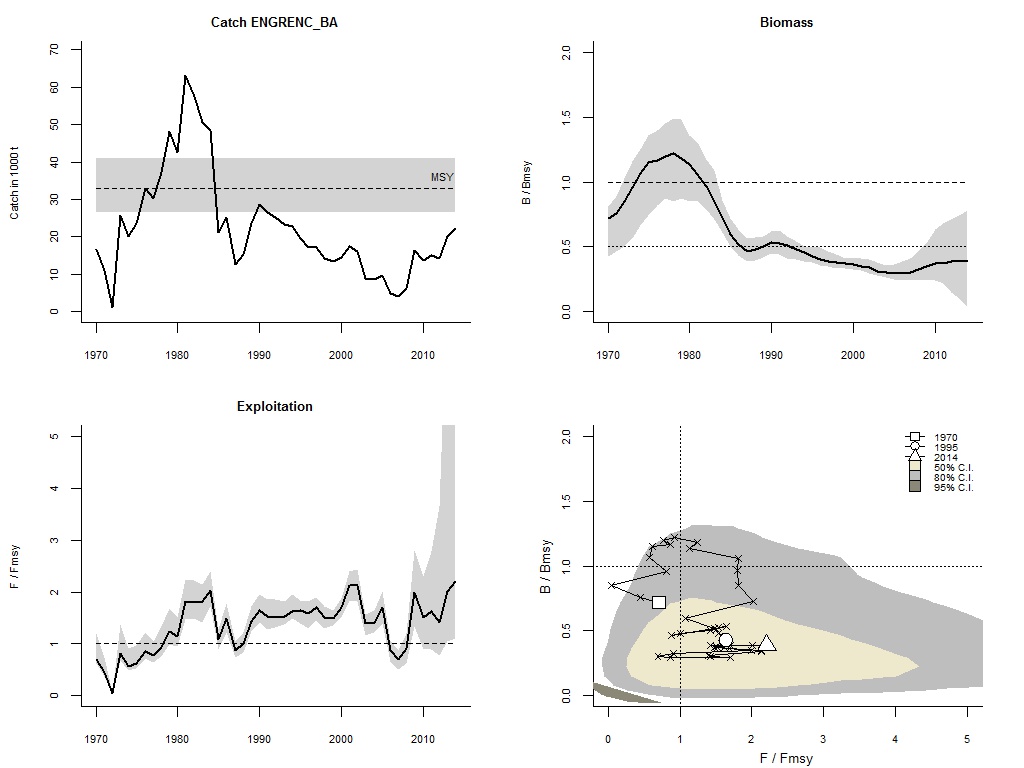 Catch ENGRENC_BA
Catch in 1000 t
70
60
50
40
30
20
10
0
MSY
1970 1980 1990 2000 2010
Biomass
B / Bmsy
2.0
1.5
1.0
0.5
0.0
1970 1980 1990 2000 2010
Exploitation
F / Fmsy
5
4
3
2
1
0
1970 1980 1990 2000 2010
B / Bmsy
2.0
1.5
1.0
0.5
0.0
1970
1995
2014
50% C.I.
80% C.I.
95% C.I.
0 1 2 3 4 5
F / Fmsy